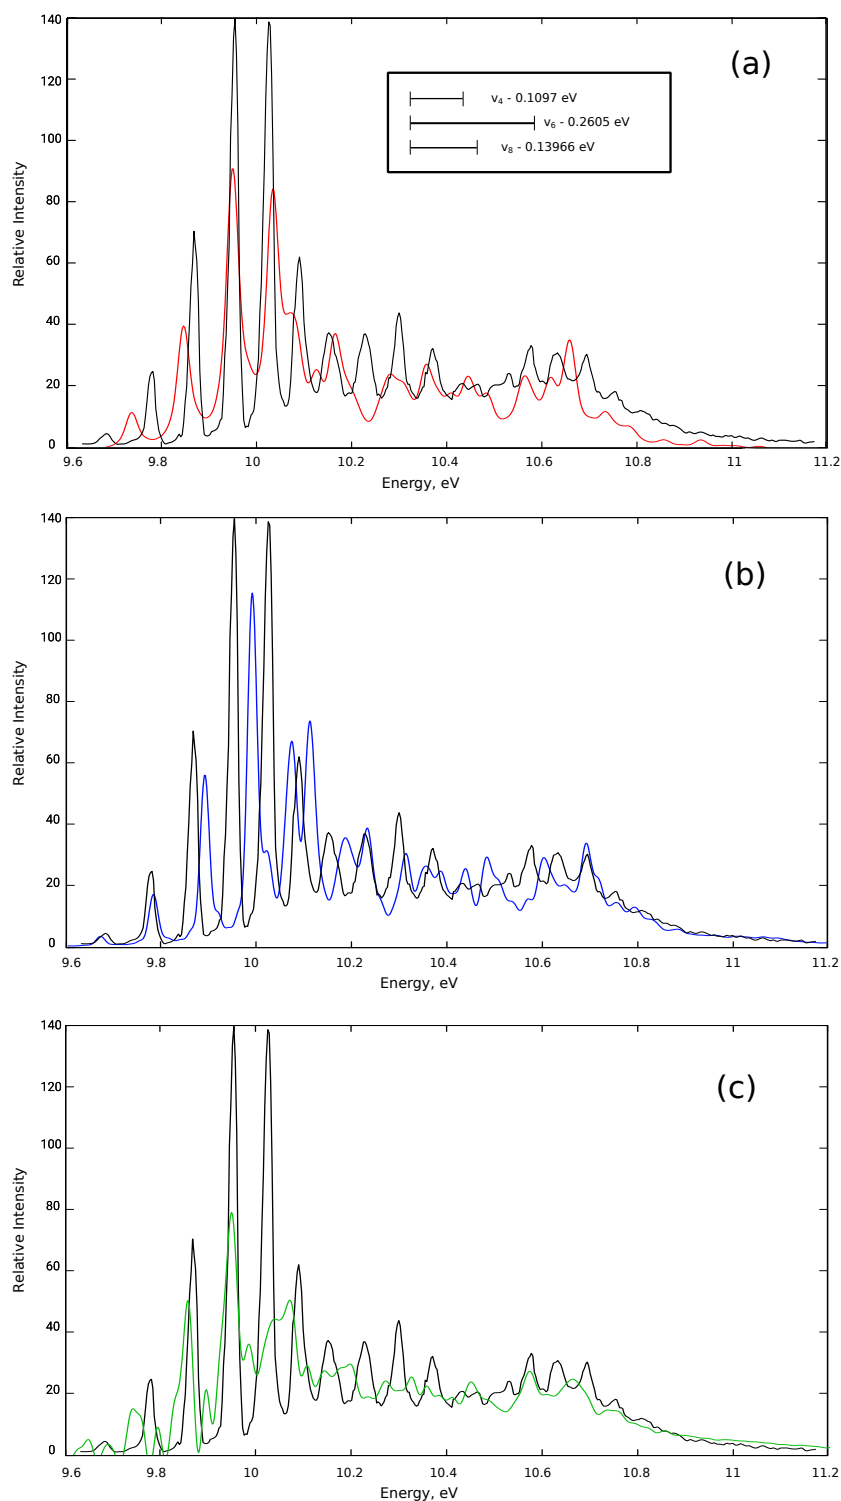 140
(a)
120
v₄ - 0.1097 eV
v₆ - 0.2605 eV
100
v₈ - 0.13966 eV
80
60
40
20
0
9.6 9.8 10 10.2 10.4 10.6 10.8 11 11.2
Relative Intensity
Energy, eV
140
(b)
120
100
80
60
40
20
0
9.6 9.8 10 10.2 10.4 10.6 10.8 11 11.2
Relative Intensity
Energy, eV
140
(c)
120
100
80
60
40
20
0
9.6 9.8 10 10.2 10.4 10.6 10.8 11 11.2
Relative Intensity
Energy, eV